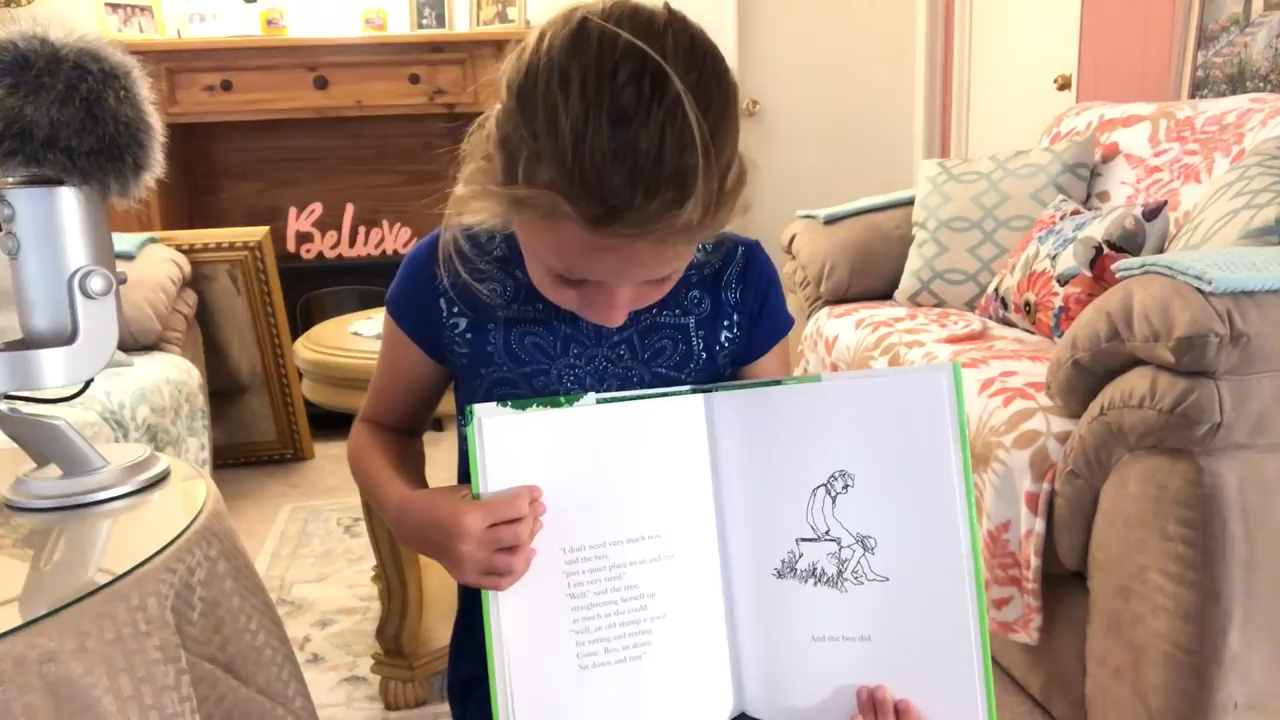 Believe
"I don't need very much now
said the boy,
"just a quiet place to sit and rest
I am very tired."
"Well," said the tree,
straightening herself up
as much as she could,
"well, an old stump is good
for sitting and resting
Come, Boy, sit down
Sit down and rest."
And the boy did.